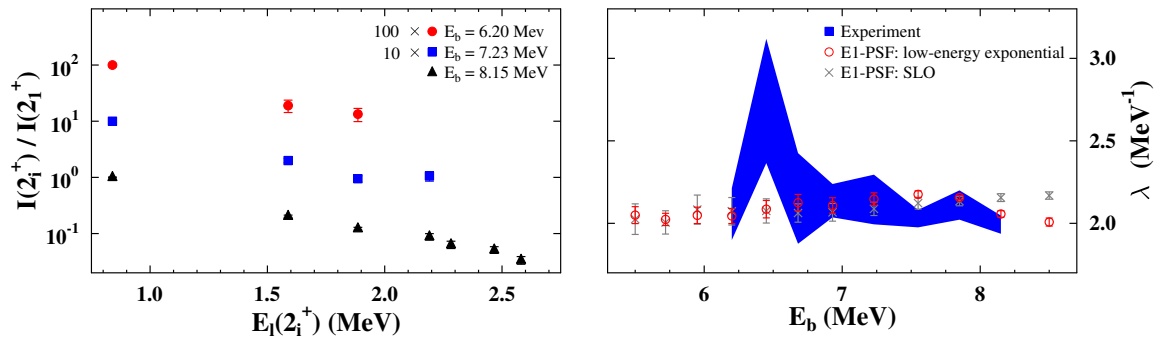 I(2_i^+) / I(2_1^+)
10^2
10^1
10^0
10^-1
100 × E_b = 6.20 Mev
10 × E_b = 7.23 MeV
E_b = 8.15 MeV
1.0 1.5 2.0 2.5
E_l(2_i^+) (MeV)
Experiment
E1-PSF: low-energy exponential
E1-PSF: SLO
3.0
2.5
2.0
λ (MeV^-1)
6 7 8
E_b (MeV)